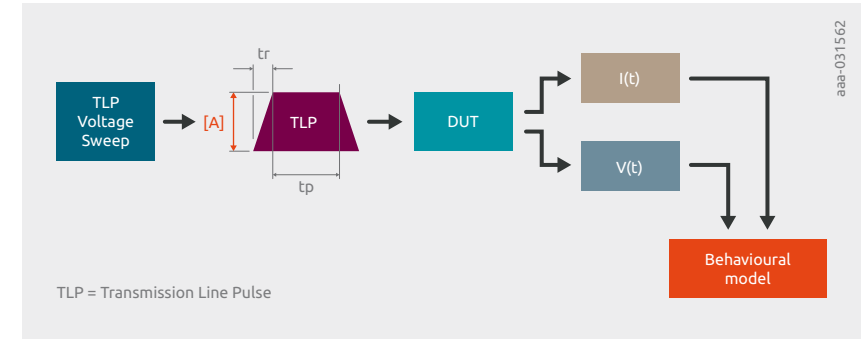 tr
TLP
Voltage
Sweep
[A]
TLP
tp
DUT
I(t)
V(t)
Behavioural
model
TLP = Transmission Line Pulse
aaa-031562